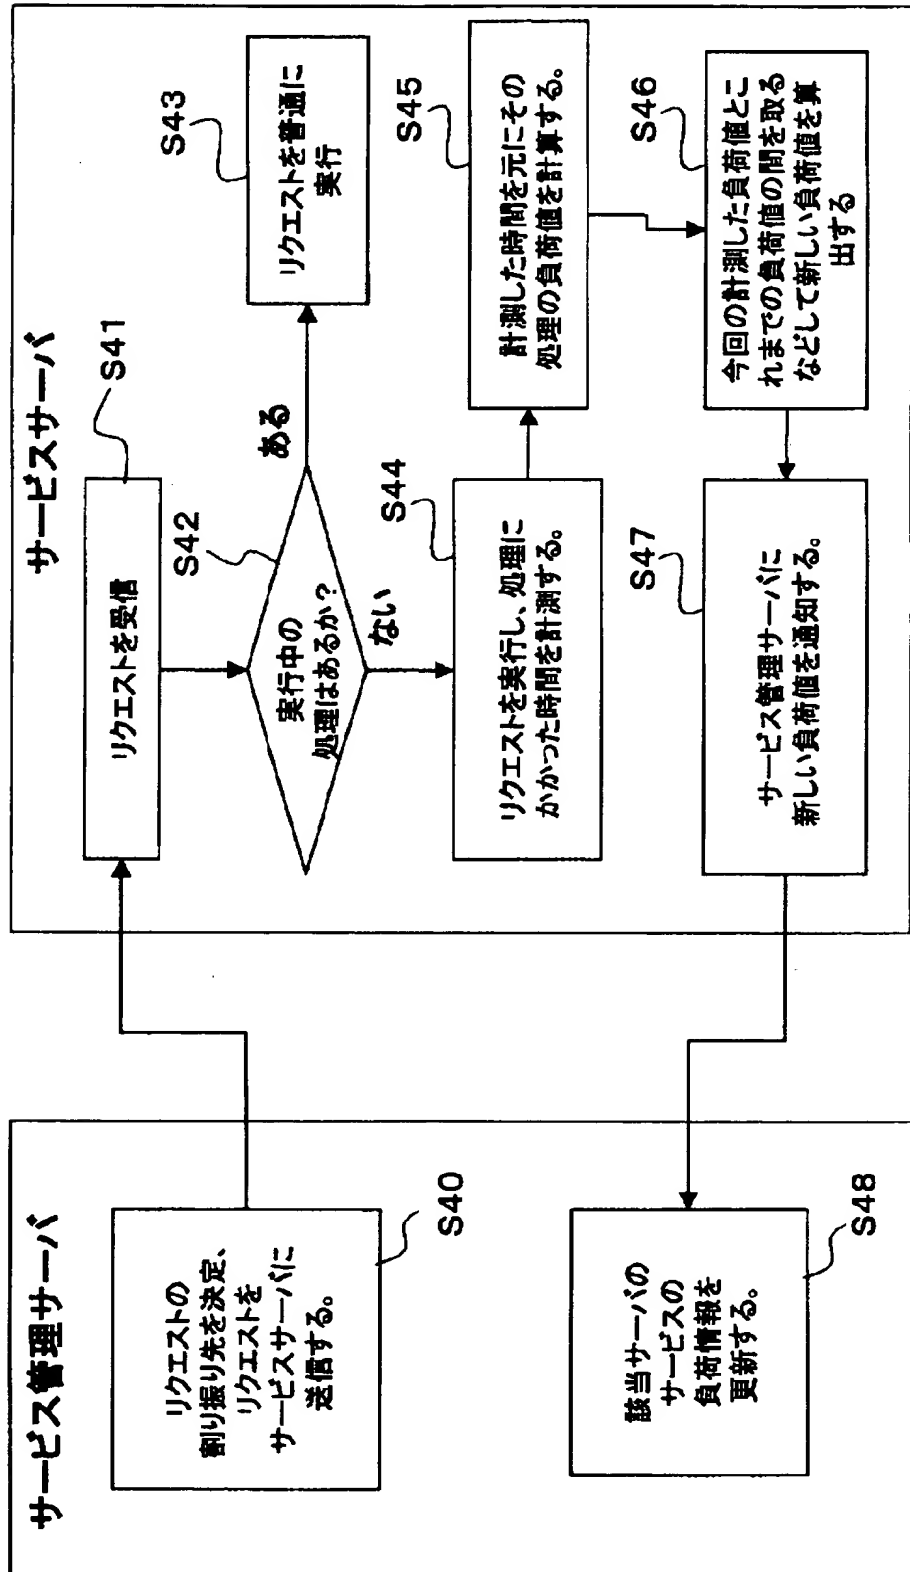 サービス管理サーバ
リクエストの
割り振り先を決定、
リクエストを
サービスサーバに
送信する。
S40
サービスサーバ
リクエストを受信
S41
実行中の
処理はあるか?
S42
ある
リクエストを普通に
実行
S43
ない
リクエストを実行し、処理に
かかった時間を計測する。
S44
計測した時間を元にその
処理の負荷値を計算する。
S45
今回の計測した負荷値とこ
れまでの負荷値の間を取る
などして新しい負荷値を算
出する
S46
サービス管理サーバに
新しい負荷値を通知する。
S47
該当サーバの
サービスの
負荷情報を
更新する。
S48